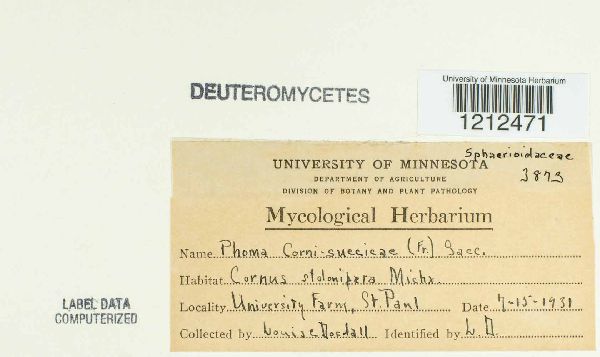 DEUTEROMYCETES
University of Minnesota Herbarium
1212471
Sphaerioidaceae
3873
UNIVERSITY OF MINNESOTA
DEPARTMENT OF AGRICULTURE
DIVISION OF BOTANY AND PLANT PATHOLOGY
Mycological Herbarium
Name Phoma Corni-suecicae (Fr.) Sacc.
Habitat Cornus stolonifera Michx.
Locality University Farm, St. Paul Date 7-15-1931
Collected by Louise Dosdall Identified by L D
LABEL DATA
COMPUTERIZED